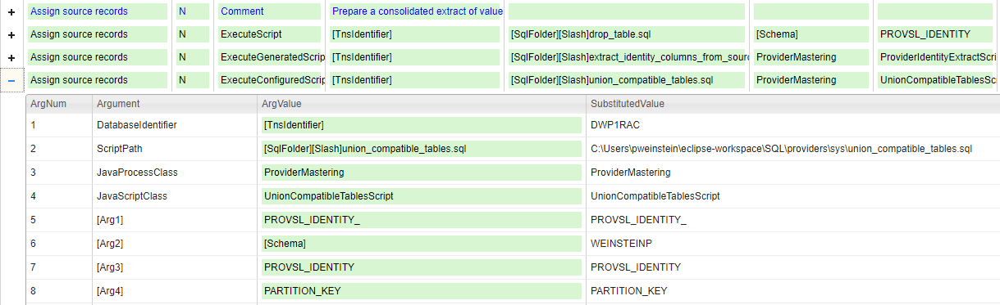 + Assign source records N Comment Prepare a consolidated extract of value
+ Assign source records N ExecuteScript [TnsIdentifier] [SqlFolder][Slash]drop_table.sql [Schema] PROVSL_IDENTITY
+ Assign source records N ExecuteGeneratedScrip [TnsIdentifier] [SqlFolder][Slash]extract_identity_columns_from_sourc ProviderMastering ProviderIdentityExtractScri
− Assign source records N ExecuteConfiguredScrip [TnsIdentifier] [SqlFolder][Slash]union_compatible_tables.sql ProviderMastering UnionCompatibleTablesSc
ArgNum Argument ArgValue SubstitutedValue
1 DatabaseIdentifier [TnsIdentifier] DWP1RAC
2 ScriptPath [SqlFolder][Slash]union_compatible_tables.sql C:\Users\pweinstein\eclipse-workspace\SQL\providers\sys\union_compatible_tables.sql
3 JavaProcessClass ProviderMastering ProviderMastering
4 JavaScriptClass UnionCompatibleTablesScript UnionCompatibleTablesScript
5 [Arg1] PROVSL_IDENTITY_ PROVSL_IDENTITY_
6 [Arg2] [Schema] WEINSTEINP
7 [Arg3] PROVSL_IDENTITY PROVSL_IDENTITY
8 [Arg4] PARTITION_KEY PARTITION_KEY